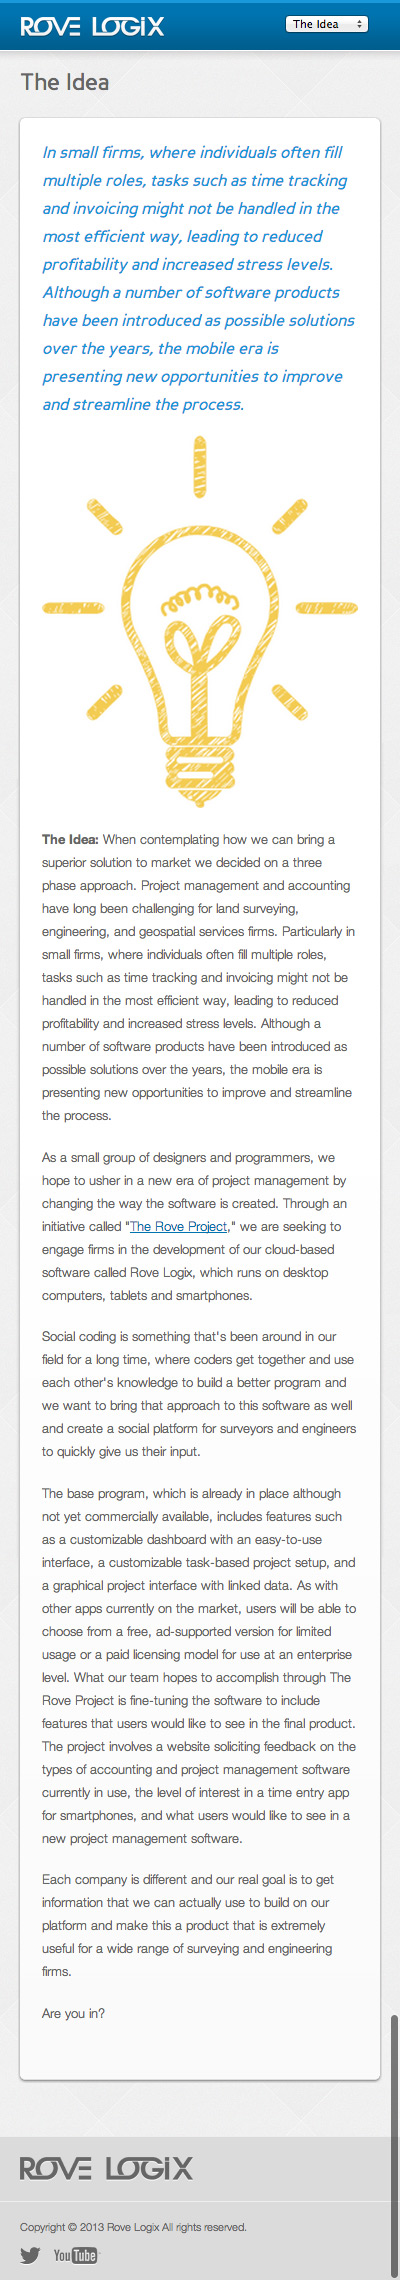 ROVE LOGIX
The Idea
The Idea
In small firms, where individuals often fill
multiple roles, tasks such as time tracking
and invoicing might not be handled in the
most efficient way, leading to reduced
profitability and increased stress levels.
Although a number of software products
have been introduced as possible solutions
over the years, the mobile era is
presenting new opportunities to improve
and streamline the process.
The Idea: When contemplating how we can bring a
superior solution to market we decided on a three
phase approach. Project management and accounting
have long been challenging for land surveying,
engineering, and geospatial services firms. Particularly in
small firms, where individuals often fill multiple roles,
tasks such as time tracking and invoicing might not be
handled in the most efficient way, leading to reduced
profitability and increased stress levels. Although a
number of software products have been introduced as
possible solutions over the years, the mobile era is
presenting new opportunities to improve and streamline
the process.
As a small group of designers and programmers, we
hope to usher in a new era of project management by
changing the way the software is created. Through an
initiative called "The Rove Project," we are seeking to
engage firms in the development of our cloud-based
software called Rove Logix, which runs on desktop
computers, tablets and smartphones.
Social coding is something that's been around in our
field for a long time, where coders get together and use
each other's knowledge to build a better program and
we want to bring that approach to this software as well
and create a social platform for surveyors and engineers
to quickly give us their input.
The base program, which is already in place although
not yet commercially available, includes features such
as a customizable dashboard with an easy-to-use
interface, a customizable task-based project setup, and
a graphical project interface with linked data. As with
other apps currently on the market, users will be able to
choose from a free, ad-supported version for limited
usage or a paid licensing model for use at an enterprise
level. What our team hopes to accomplish through The
Rove Project is fine-tuning the software to include
features that users would like to see in the final product.
The project involves a website soliciting feedback on the
types of accounting and project management software
currently in use, the level of interest in a time entry app
for smartphones, and what users would like to see in a
new project management software.
Each company is different and our real goal is to get
information that we can actually use to build on our
platform and make this a product that is extremely
useful for a wide range of surveying and engineering
firms.
Are you in?
ROVE LOGIX
Copyright © 2013 Rove Logix All rights reserved.
YouTube